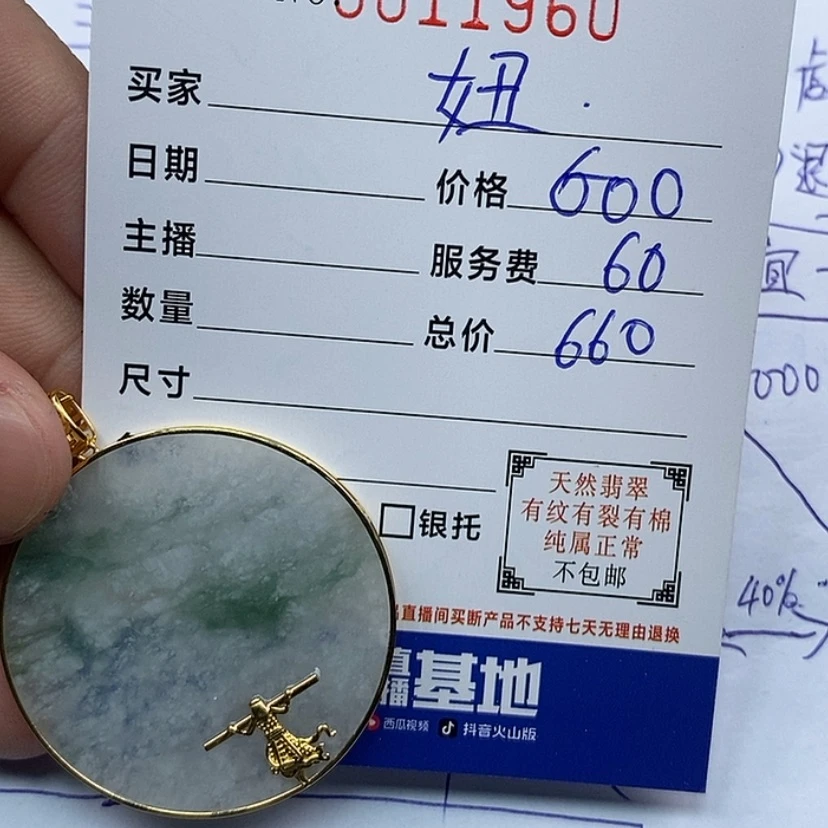 5011960
买家 妞.
日期 价格 600
主播 服务费 60
数量 总价 660
尺寸
银托
天然翡翠
有纹有裂有棉
纯属正常
不包邮
直播间买断产品不支持七天无理由退换
直播基地
西瓜视频 抖音火山版
000
40%